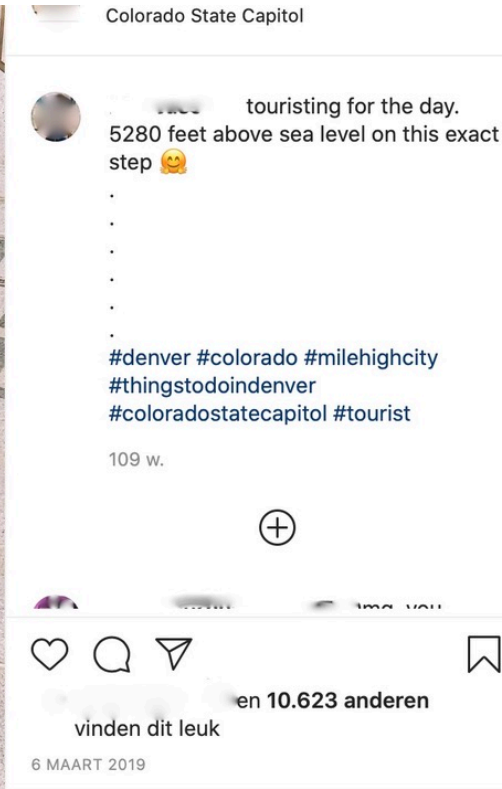 Colorado State Capitol
touristing for the day.
5280 feet above sea level on this exact
step 🤗
.
.
.
.
.
.
#denver #colorado #milehighcity
#thingstodoindenver
#coloradostatecapitol #tourist
109 w.
en 10.623 anderen
vinden dit leuk
6 MAART 2019